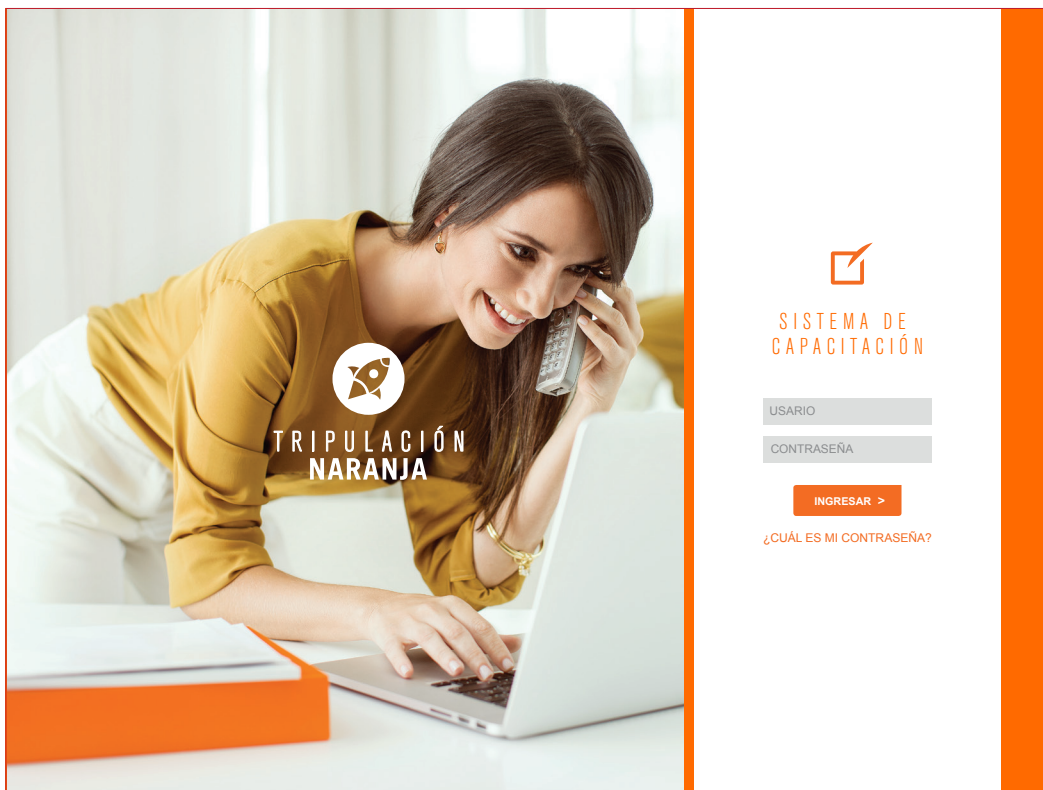 TRIPULACIÓN
NARANJA
SISTEMA DE
CAPACITACIÓN
USARIO
CONTRASEÑA
INGRESAR >
¿CUÁL ES MI CONTRASEÑA?